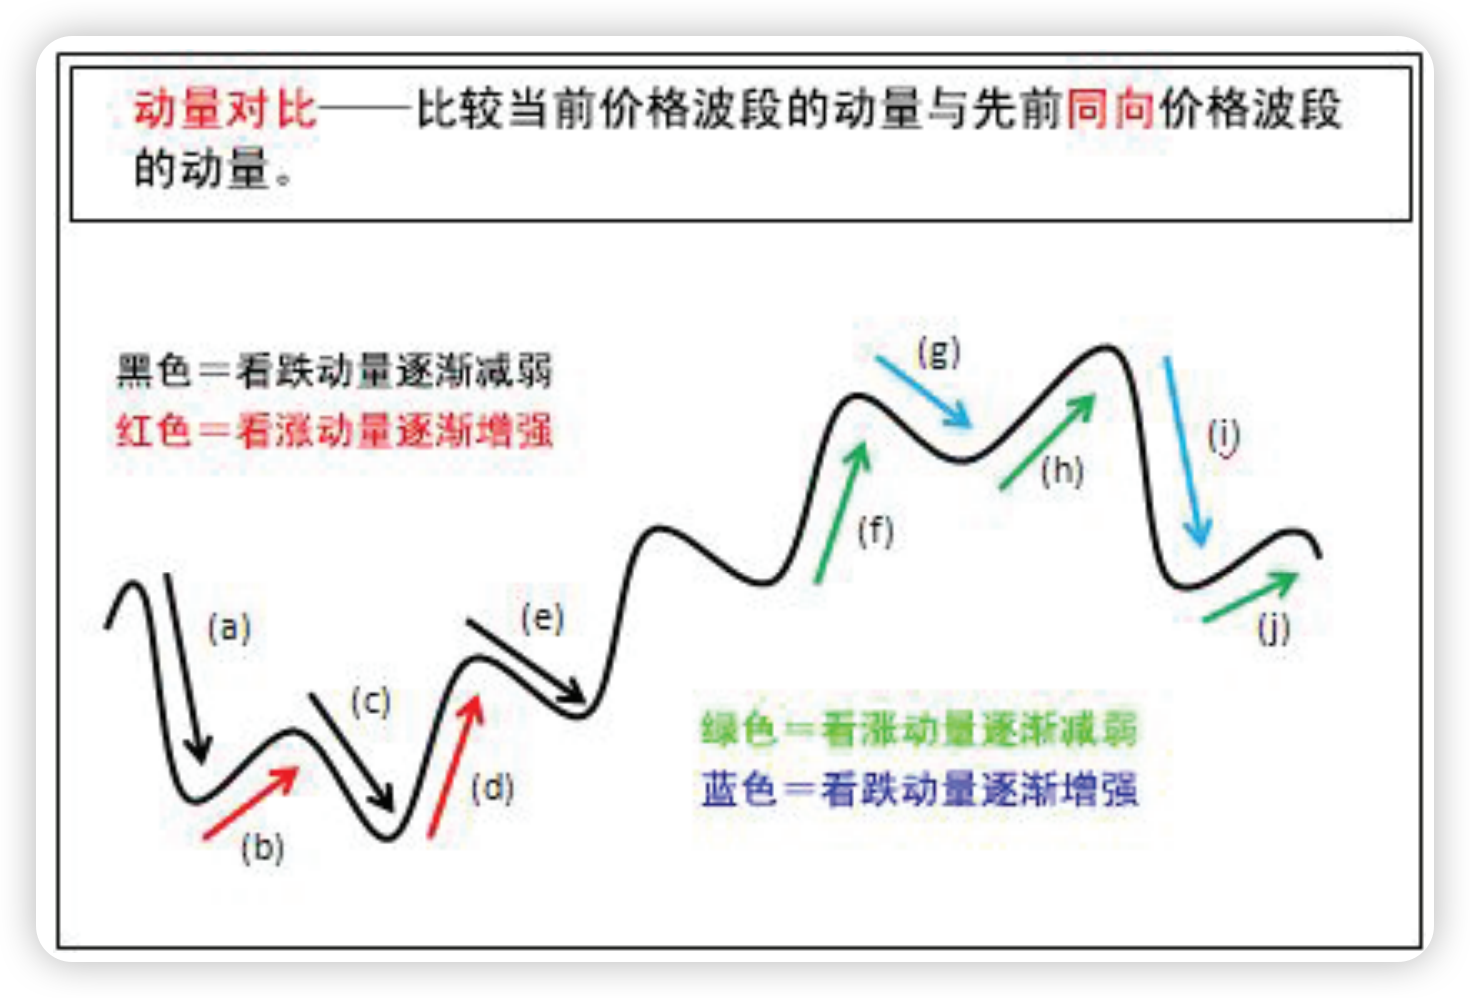 动量对比——比较当前价格波段的动量与先前同向价格波段
的动量。
黑色＝看跌动量逐渐减弱
红色＝看涨动量逐渐增强
(a)
(b)
(c)
(d)
(e)
(f)
(g)
(h)
(i)
(j)
绿色＝看涨动量逐渐减弱
蓝色＝看跌动量逐渐增强